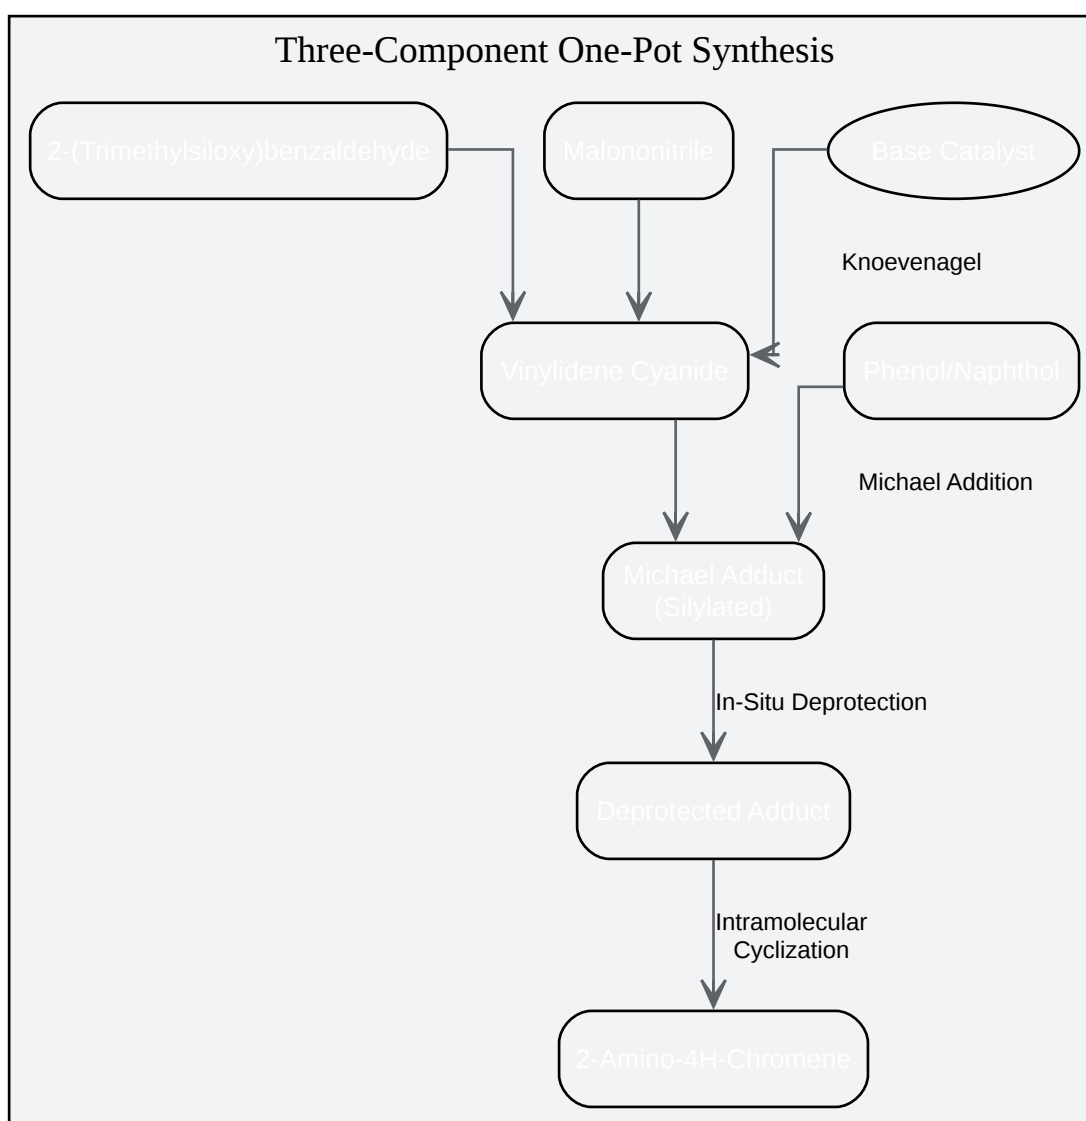 Three-Component One-Pot Synthesis
2-(Trimethylsiloxy)benzaldehyde
Malononitrile
Base Catalyst
Knoevenagel
Vinylidene Cyanide
Phenol/Naphthol
Michael Addition
Michael Adduct
(Silylated)
In-Situ Deprotection
Deprotected Adduct
Intramolecular
Cyclization
2-Amino-4H-Chromene